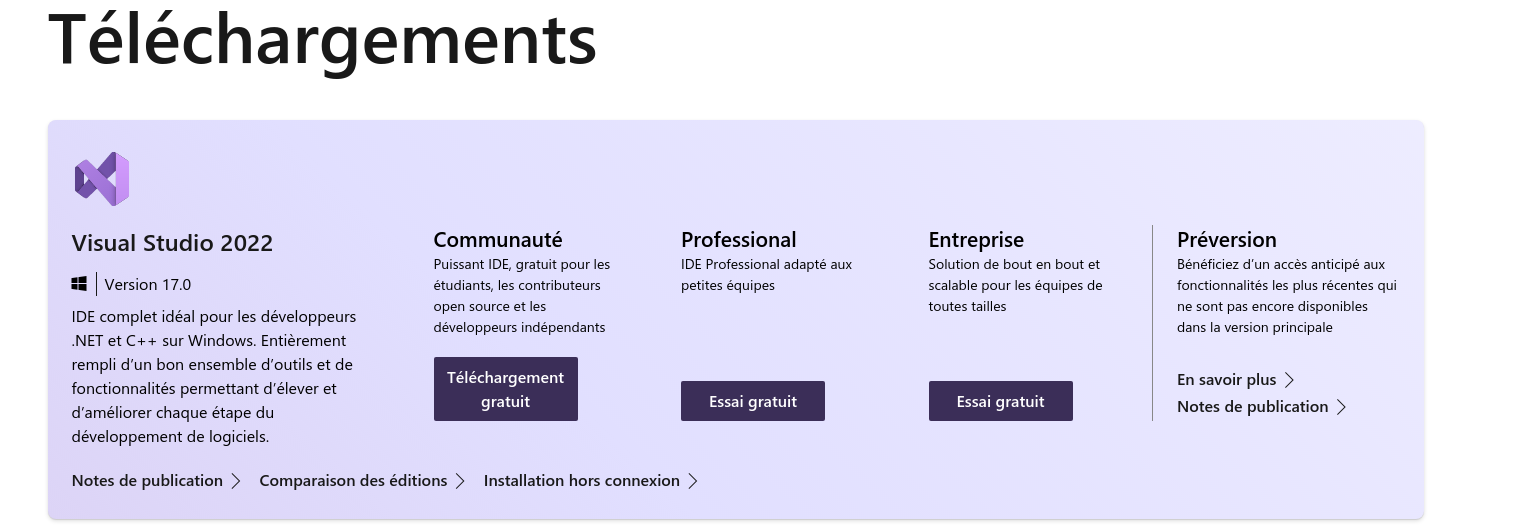 Téléchargements
Visual Studio 2022
Version 17.0
IDE complet idéal pour les développeurs
.NET et C++ sur Windows. Entièrement
rempli d’un bon ensemble d’outils et de
fonctionnalités permettant d’élever et
d’améliorer chaque étape du
développement de logiciels.
Communauté
Puissant IDE, gratuit pour les
étudiants, les contributeurs
open source et les
développeurs indépendants
Téléchargement
gratuit
Professional
IDE Professional adapté aux
petites équipes
Essai gratuit
Entreprise
Solution de bout en bout et
scalable pour les équipes de
toutes tailles
Essai gratuit
Préversion
Bénéficiez d’un accès anticipé aux
fonctionnalités les plus récentes qui
ne sont pas encore disponibles
dans la version principale
En savoir plus
Notes de publication
Notes de publication
Comparaison des éditions
Installation hors connexion